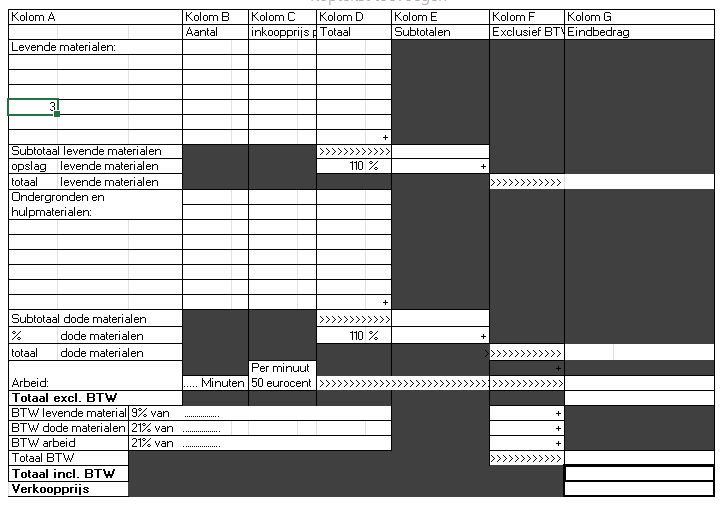 Kolom A Kolom B Kolom C Kolom D Kolom E Kolom F Kolom G
Aantal inkoopprijs p Totaal Subtotalen Exclusief BTW Eindbedrag
Levende materialen:
3
+
Subtotaal levende materialen >>>>>>>>>>>>
opslag levende materialen 110 % +
totaal levende materialen >>>>>>>>>>>>
Ondergronden en
hulpmaterialen:
+
Subtotaal dode materialen >>>>>>>>>>>>
% dode materialen 110 % +
totaal dode materialen >>>>>>>>>>>>>
Per minuut +
Arbeid: ..... Minuten 50 eurocent >>>>>>>>>>>>>>>>>>>>>>>>>>>>>>>>>>>>>>>>
Totaal excl. BTW
BTW levende material 9% van ................. +
BTW dode materialen 21% van ................. +
BTW arbeid 21% van ................. +
Totaal BTW >>>>>>>>>>>>
Totaal incl. BTW
Verkoopprijs